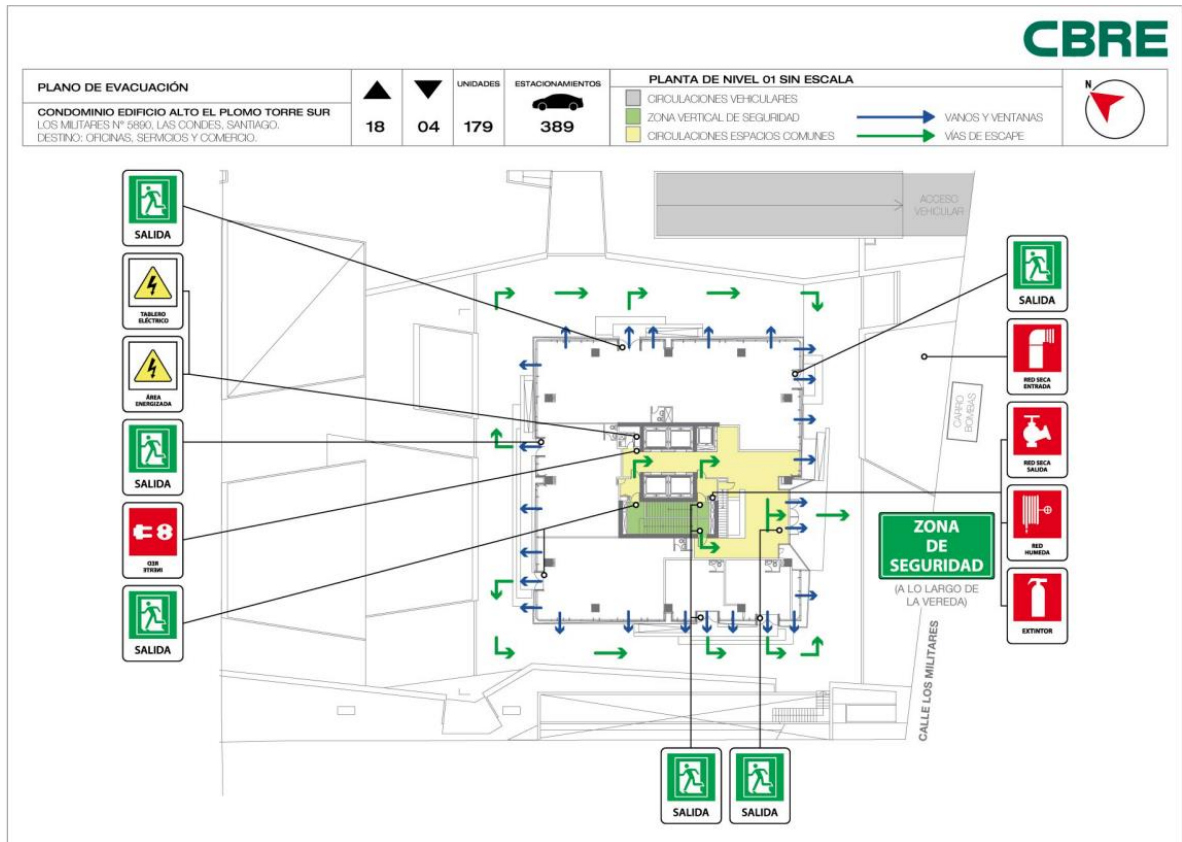 CBRE
PLANO DE EVACUACIÓN
CONDOMINIO EDIFICIO ALTO EL PLOMO TORRE SUR
LOS MILITARES N° 5890, LAS CONDES, SANTIAGO.
DESTINO: OFICINAS, SERVICIOS Y COMERCIO.
18
04
UNIDADES
179
ESTACIONAMIENTOS
389
PLANTA DE NIVEL 01 SIN ESCALA
CIRCULACIONES VEHICULARES
ZONA VERTICAL DE SEGURIDAD
CIRCULACIONES ESPACIOS COMUNES
VANOS Y VENTANAS
VÍAS DE ESCAPE
N
SALIDA
TABLERO
ELÉCTRICO
ÁREA
ENERGIZADA
SALIDA
RED
INERTE
SALIDA
ACCESO
VEHICULAR
CARRO
BOMBAS
SALIDA
RED SECA
ENTRADA
RED SECA
SALIDA
RED
HUMEDA
EXTINTOR
ZONA
DE
SEGURIDAD
(A LO LARGO DE
LA VEREDA)
CALLE LOS MILITARES
SALIDA
SALIDA